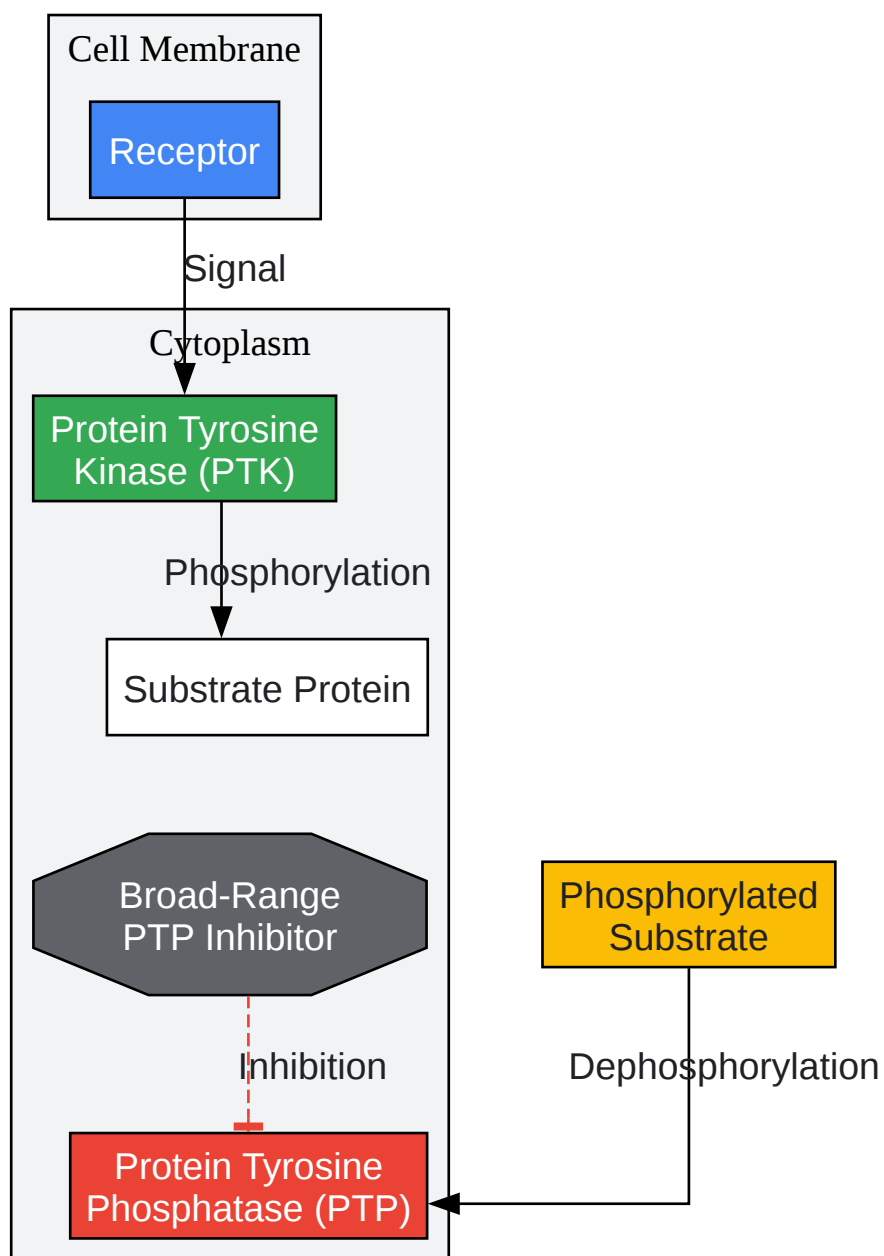 Cell Membrane
Receptor
Signal
Cytoplasm
Protein Tyrosine
Kinase (PTK)
Phosphorylation
Substrate Protein
Broad-Range
PTP Inhibitor
Phosphorylated
Substrate
Inhibition
Dephosphorylation
Protein Tyrosine
Phosphatase (PTP)